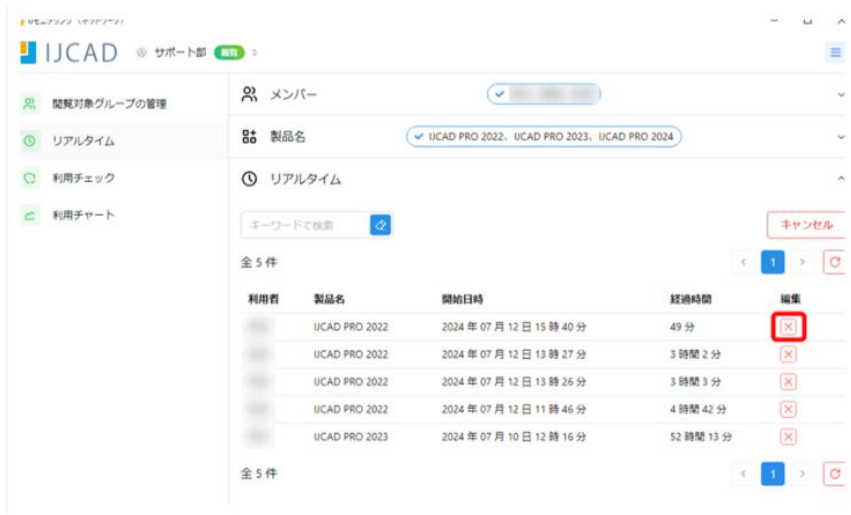 IJCAD サポート部 閲覧
閲覧対象グループの管理
リアルタイム
利用チェック
利用チャート
メンバー
製品名 IJCAD PRO 2022、IJCAD PRO 2023、IJCAD PRO 2024
リアルタイム
キーワードで検索 キャンセル
全 5 件 1
利用者 製品名 開始日時 経過時間 編集
IJCAD PRO 2022 2024 年 07 月 12 日 15 時 40 分 49 分
IJCAD PRO 2022 2024 年 07 月 12 日 13 時 27 分 3 時間 2 分
IJCAD PRO 2022 2024 年 07 月 12 日 13 時 26 分 3 時間 3 分
IJCAD PRO 2022 2024 年 07 月 12 日 11 時 46 分 4 時間 42 分
IJCAD PRO 2023 2024 年 07 月 10 日 12 時 16 分 52 時間 13 分
全 5 件 1